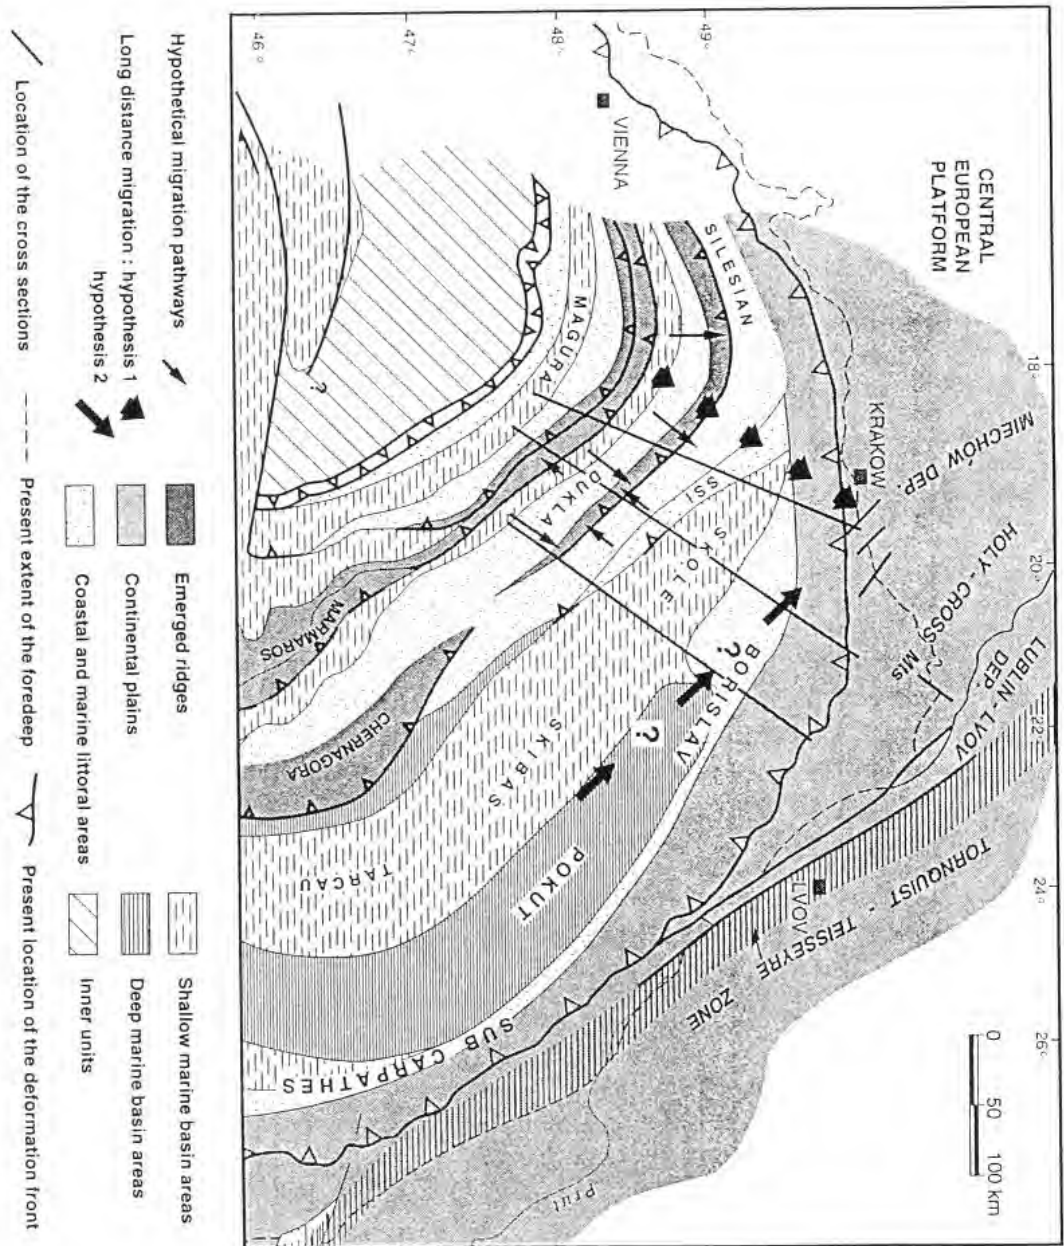 CENTRAL
EUROPEAN
PLATFORM
18°
20°
22°
24°
26°
49°
48°
47°
46°
0 50 100 km
VIENNA
KRAKOW
LVOV
MIECHOW DEP.
HOLY-CROSS Mts
LUBLIN-LVOV
DEP.
TORNQUIST - TEISSEYRE ZONE
SILESIAN
MAGURA
DUKLA
SSS
SKOLE
BORISLAV
?
?
?
?
POKUT
SKIBAS
TARCAU
SUB CARPATHES
MARMAROS
CHERNAGORA
Prut
Hypothetical migration pathways
Long distance migration : hypothesis 1
hypothesis 2
Location of the cross sections
Emerged ridges
Continental plains
Coastal and marine littoral areas
Present extent of the foredeep
Shallow marine basin areas
Deep marine basin areas
Inner units
Present location of the deformation front